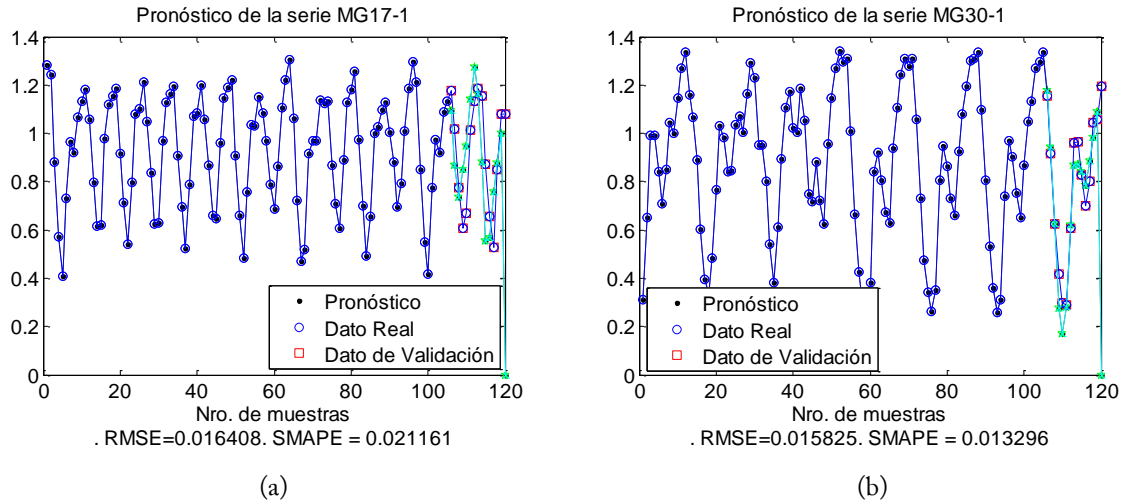 Pronóstico de la serie MG17-1
1.4
1.2
1
0.8
0.6
0.4
0.2
0
0 20 40 60 80 100 120
Pronóstico
Dato Real
Dato de Validación
Nro. de muestras
. RMSE=0.016408. SMAPE = 0.021161
(a)
Pronóstico de la serie MG30-1
1.4
1.2
1
0.8
0.6
0.4
0.2
0
0 20 40 60 80 100 120
Pronóstico
Dato Real
Dato de Validación
Nro. de muestras
. RMSE=0.015825. SMAPE = 0.013296
(b)